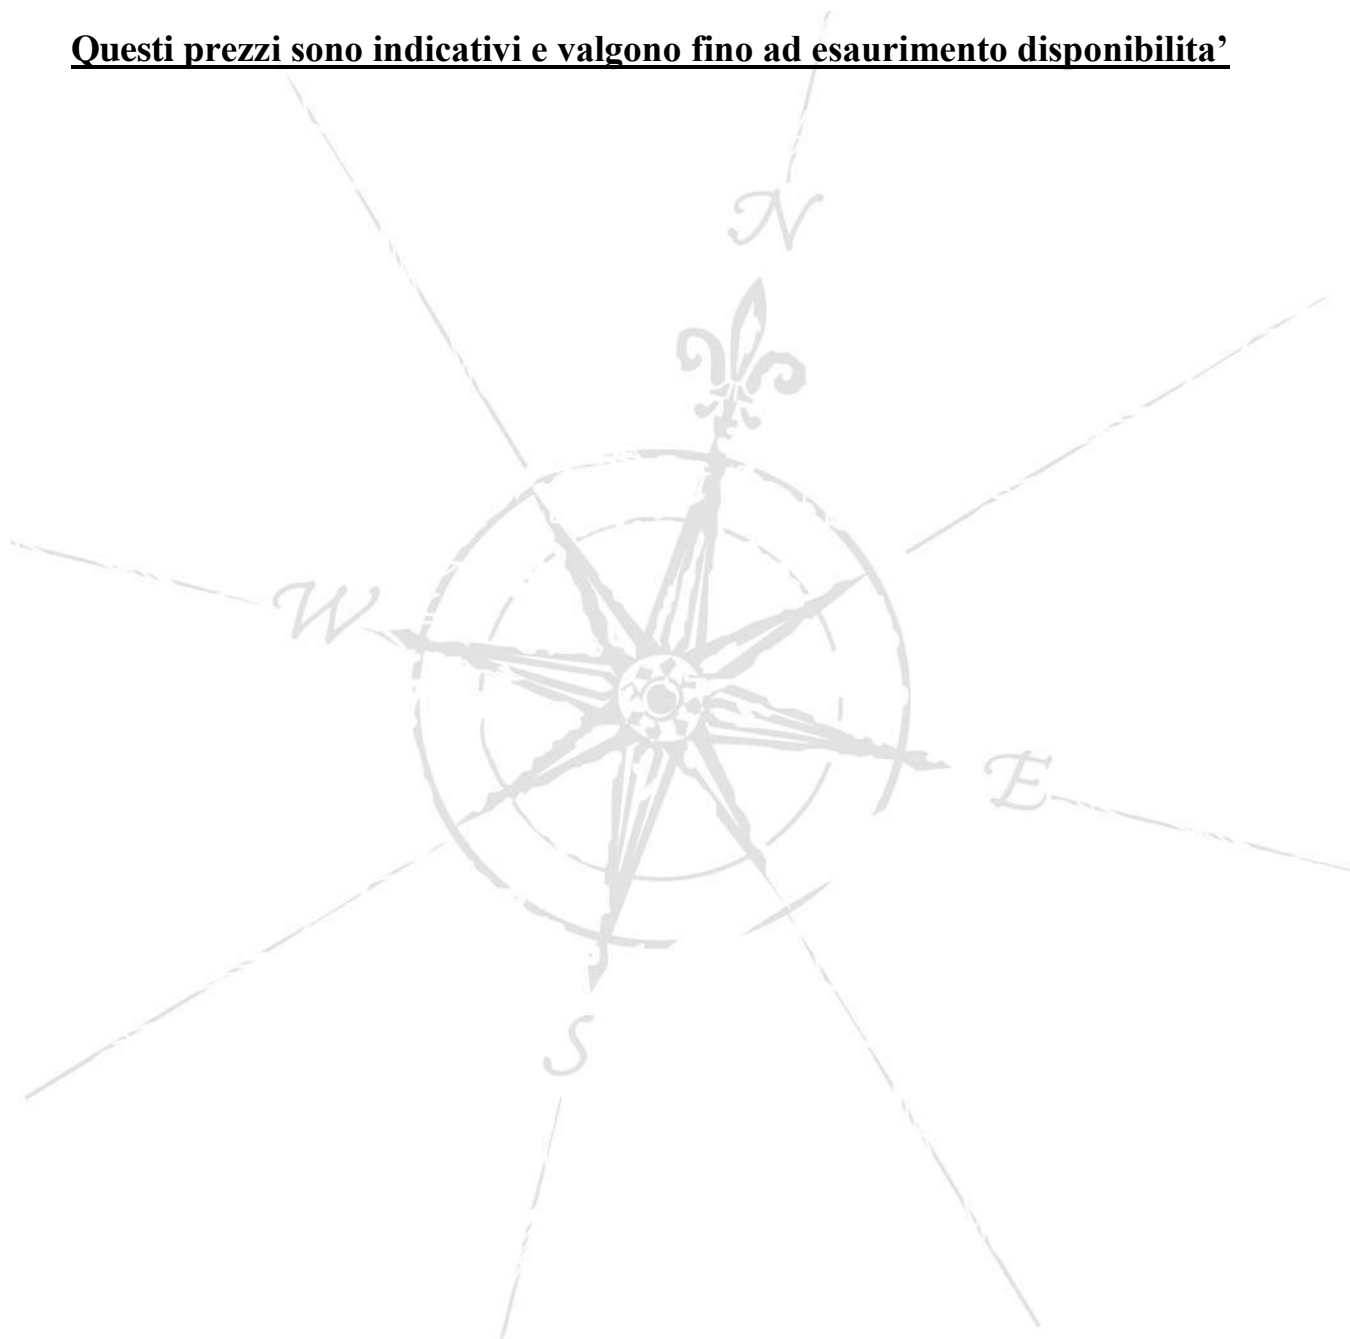 Questi prezzi sono indicativi e valgono fino ad esaurimento disponibilita’
N
W
E
S